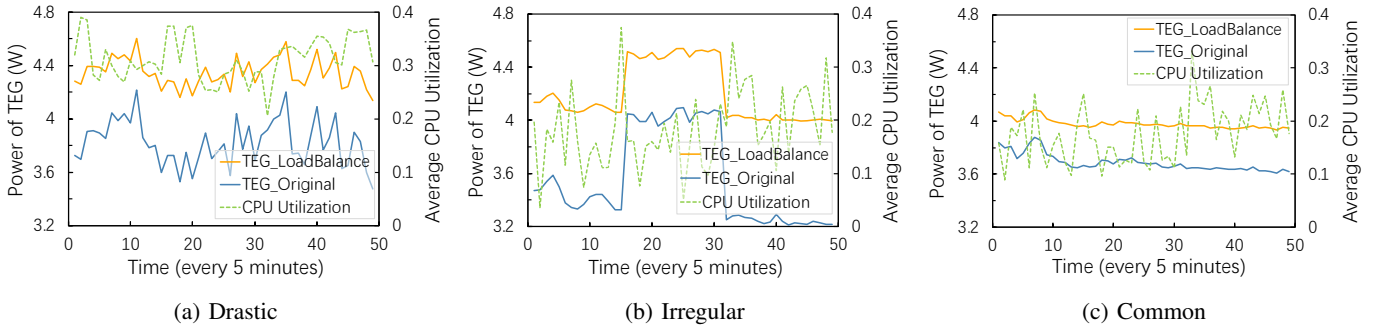 4.8
4.4
4
3.6
3.2
Power of TEG (W)
0.4
0.3
0.2
0.1
0
Average CPU Utilization
TEG_LoadBalance
TEG_Original
CPU Utilization
0 10 20 30 40 50
Time (every 5 minutes)
(a) Drastic
4.8
4.4
4
3.6
3.2
Power of TEG (W)
0.4
0.3
0.2
0.1
0
Average CPU Utilization
TEG_LoadBalance
TEG_Original
CPU Utilization
0 10 20 30 40 50
Time (every 5 minutes)
(b) Irregular
4.8
4.4
4
3.6
3.2
Power of TEG (W)
0.4
0.3
0.2
0.1
0
Average CPU Utilization
TEG_LoadBalance
TEG_Original
CPU Utilization
0 10 20 30 40 50
Time (every 5 minutes)
(c) Common